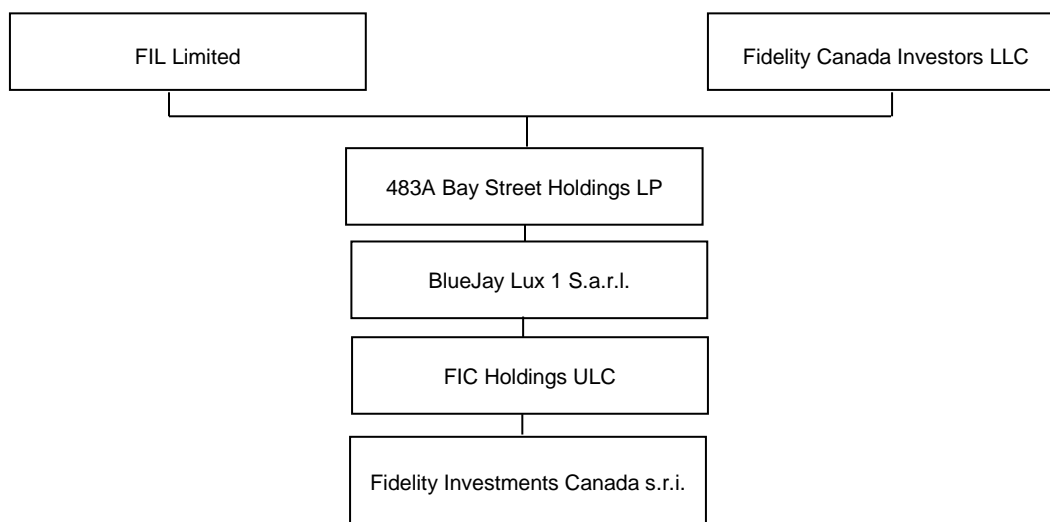 FIL Limited
Fidelity Canada Investors LLC
483A Bay Street Holdings LP
BlueJay Lux 1 S.a.r.l.
FIC Holdings ULC
Fidelity Investments Canada s.r.i.